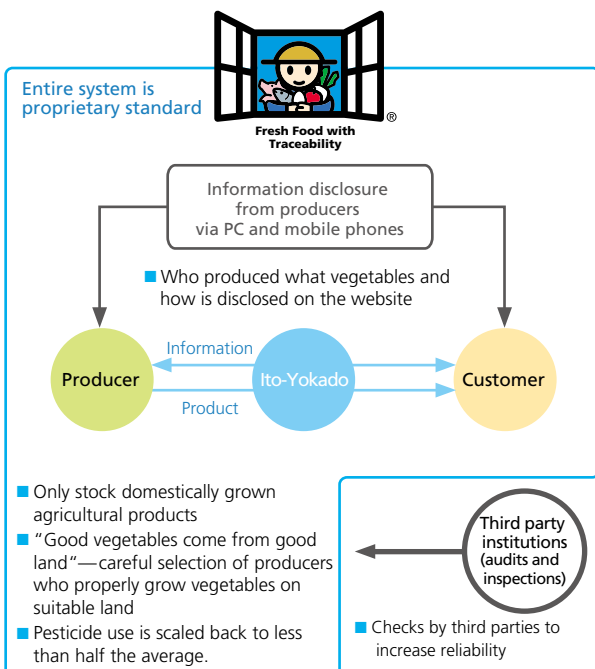 Entire system is
proprietary standard
®
Fresh Food with
Traceability
Information disclosure
from producers
via PC and mobile phones
■ Who produced what vegetables and
how is disclosed on the website
Information
Producer
Ito-Yokado
Customer
Product
■ Only stock domestically grown
agricultural products
■ “Good vegetables come from good
land“—careful selection of producers
who properly grow vegetables on
suitable land
■ Pesticide use is scaled back to less
than half the average.
Third party
institutions
(audits and
inspections)
■ Checks by third parties to
increase reliability